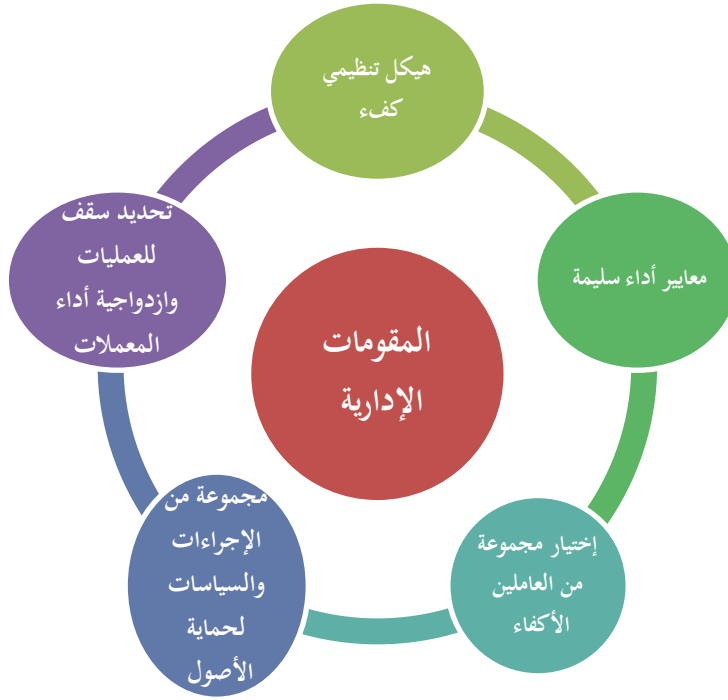 هيكل تنظيمي
كفء
معايير أداء سليمة
إختيار مجموعة
من العاملين
الأكفاء
مجموعة من
الإجراءات
والسياسات
لحماية
الأصول
تحديد سقف
للعمليات
وازدواجية أداء
المعملات
المقومات
الإدارية